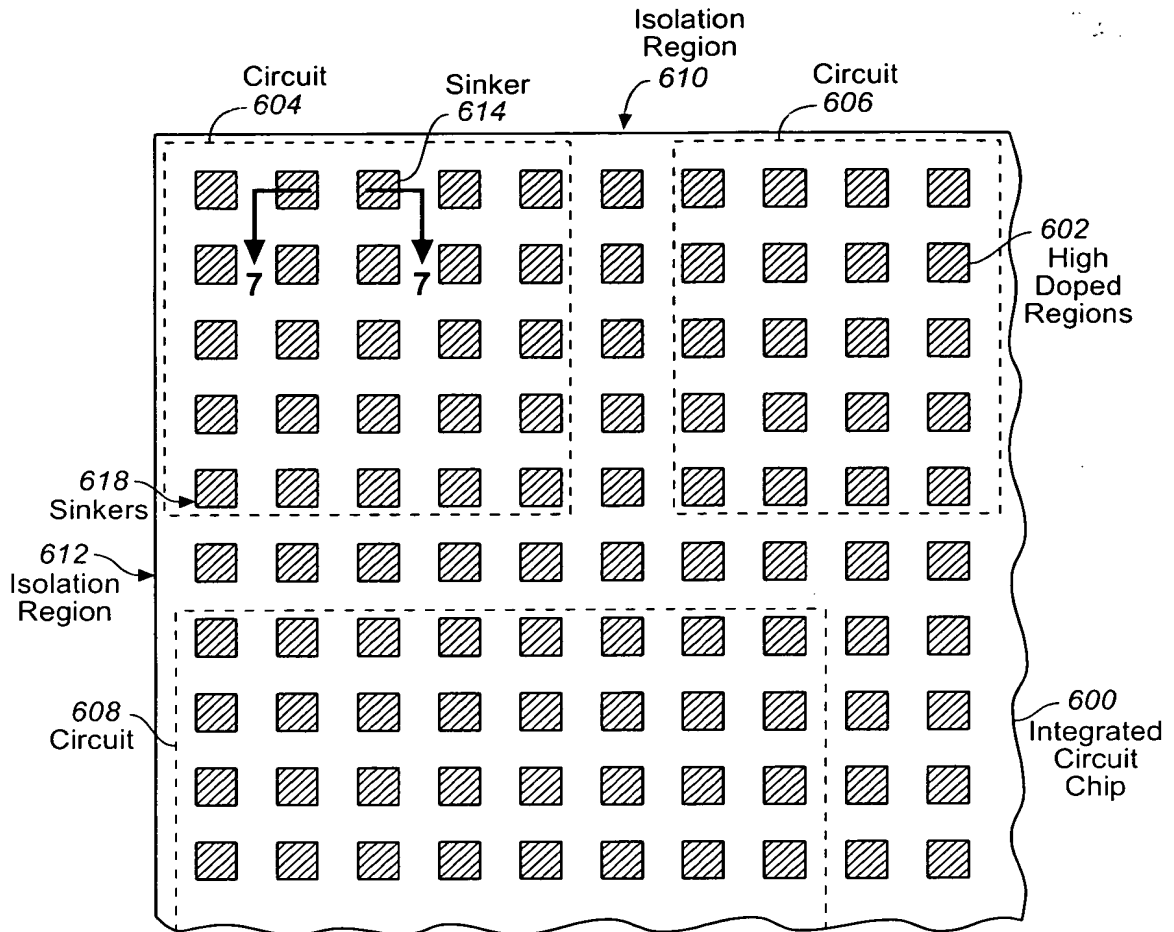 Isolation
Region
610
Circuit
604
Sinker
614
Circuit
606
7
7
602
High
Doped
Regions
618
Sinkers
612
Isolation
Region
608
Circuit
600
Integrated
Circuit
Chip